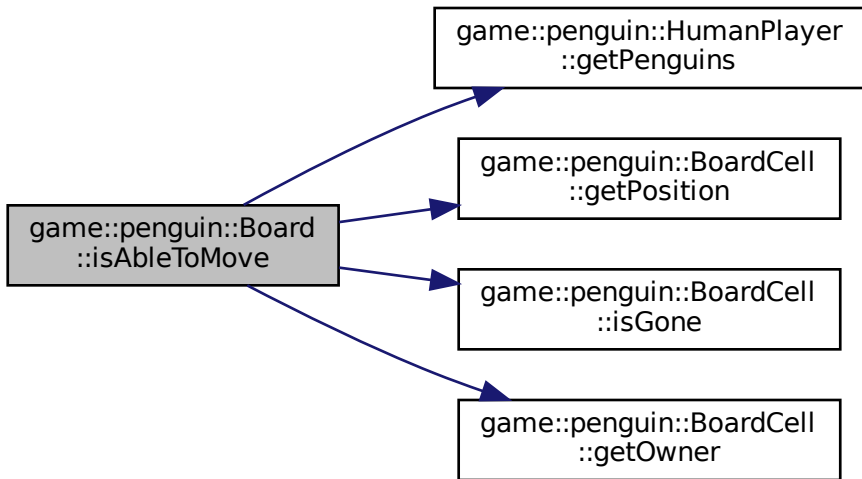 game::penguin::HumanPlayer
::getPenguins
game::penguin::BoardCell
::getPosition
game::penguin::Board
::isAbleToMove
game::penguin::BoardCell
::isGone
game::penguin::BoardCell
::getOwner